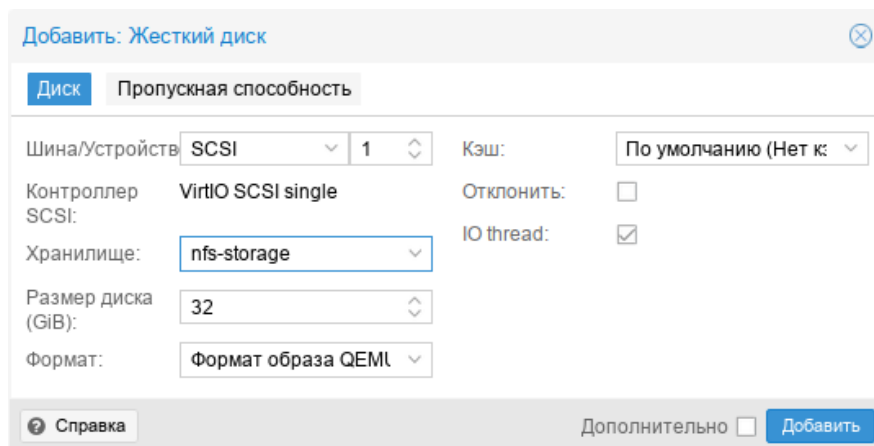 Добавить: Жесткий диск
Диск Пропускная способность
Шина/Устройств SCSI 1 Кэш: По умолчанию (Нет кэ
Контроллер SCSI: VirtIO SCSI single Отклонить:
IO thread:
Хранилище: nfs-storage
Размер диска (GiB): 32
Формат: Формат образа QEMU
Справка Дополнительно Добавить